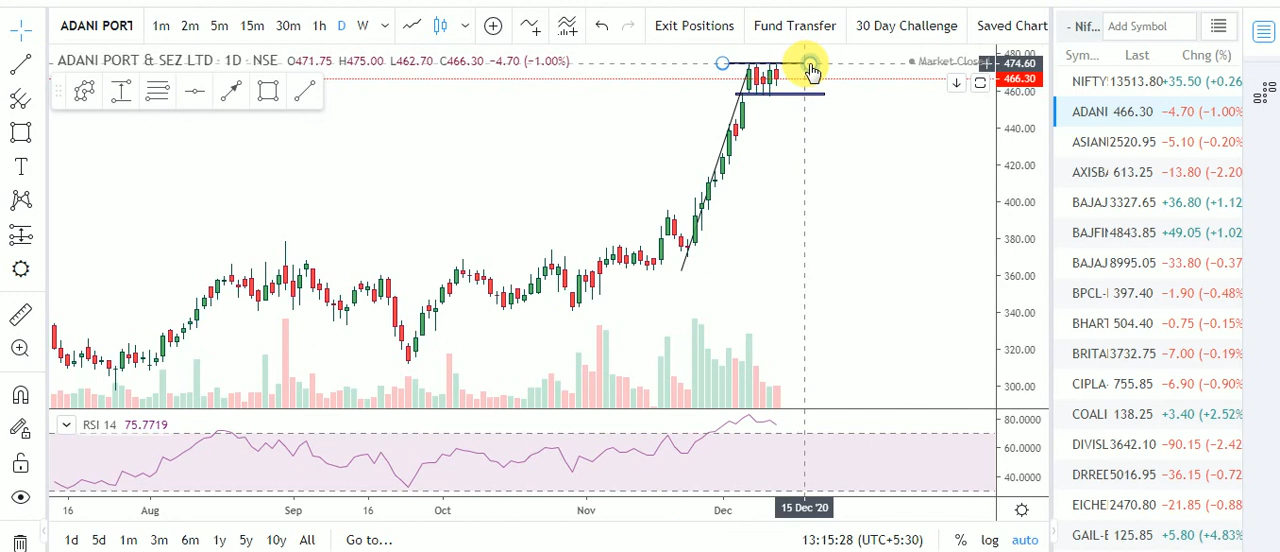 ADANI PORT 1m 2m 5m 15m 30m 1h D W Exit Positions Fund Transfer 30 Day Challenge Saved Chart - Nif... Add Symbol
ADANI PORT & SEZ LTD · 1D · NSE O471.75 H475.00 L462.70 C466.30 −4.70 (−1.00%)
Market Clos
Sym... Last Chg (%)
480.00
474.60
466.30
460.00
440.00
420.00
400.00
380.00
360.00
340.00
320.00
300.00
NIFTY 13513.80 +35.50 (+0.26
ADANI 466.30 −4.70 (−1.00%
ASIANI 2520.95 −5.10 (−0.20%
AXISBA 613.25 −13.80 (−2.20
BAJAJ 3327.65 +36.80 (+1.12
BAJFIN 4843.85 +49.05 (+1.02
BAJAJ 8995.05 −33.80 (−0.37
BPCL-I 397.40 −1.90 (−0.48%
BHART 504.40 −0.75 (−0.15%
BRITAI 3732.75 −7.00 (−0.19%
CIPLA- 755.85 −6.90 (−0.90%
COALI 138.25 +3.40 (+2.52%
DIVISL 3642.10 −90.15 (−2.42
DRREE 5016.95 −36.15 (−0.72
EICHE 2470.80 −21.85 (−0.88
GAIL-E 125.85 +5.80 (+4.83%
RSI 14 75.7719
80.0000
60.0000
40.0000
16 Aug Sep 16 Oct Nov Dec 15 Dec '20
1d 5d 1m 3m 6m 1y 5y 10y All Go to... 13:15:28 (UTC+5:30) % log auto